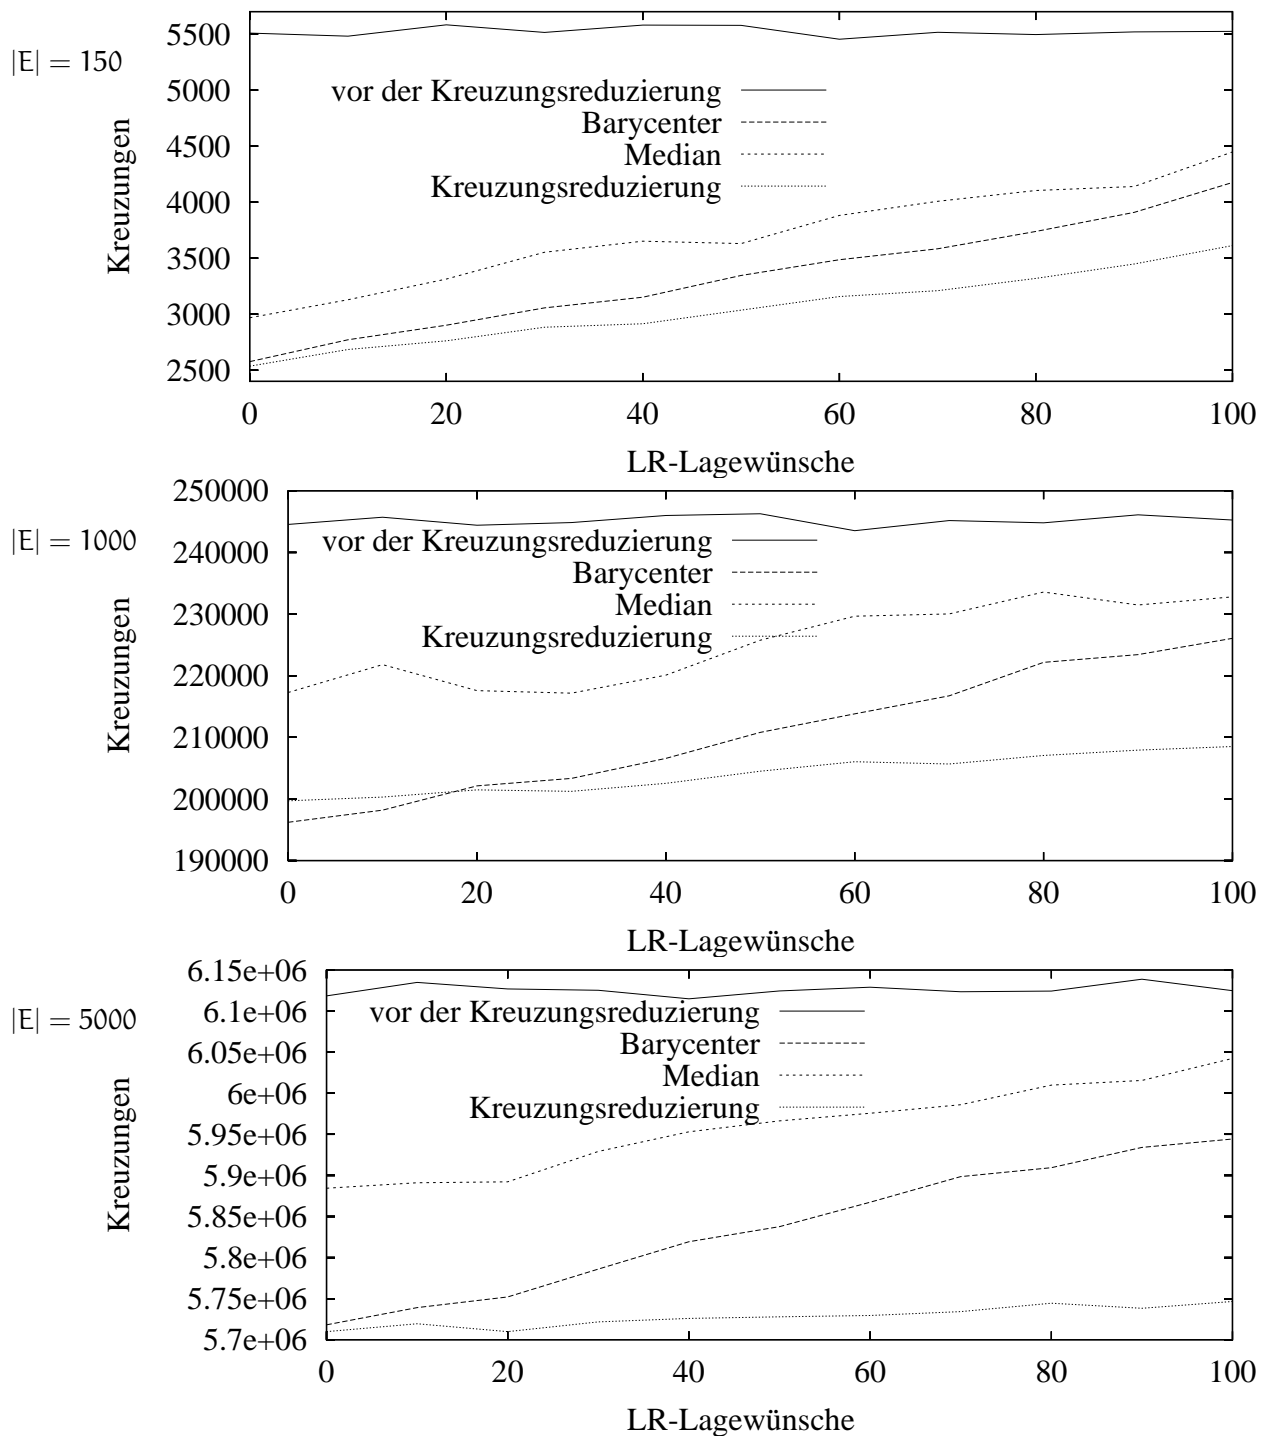 |E| = 150
Kreuzungen
5500
5000
4500
4000
3500
3000
2500
vor der Kreuzungsreduzierung
Barycenter
Median
Kreuzungsreduzierung
0 20 40 60 80 100
LR-Lagewünsche
|E| = 1000
Kreuzungen
250000
240000
230000
220000
210000
200000
190000
vor der Kreuzungsreduzierung
Barycenter
Median
Kreuzungsreduzierung
0 20 40 60 80 100
LR-Lagewünsche
|E| = 5000
Kreuzungen
6.15e+06
6.1e+06
6.05e+06
6e+06
5.95e+06
5.9e+06
5.85e+06
5.8e+06
5.75e+06
5.7e+06
vor der Kreuzungsreduzierung
Barycenter
Median
Kreuzungsreduzierung
0 20 40 60 80 100
LR-Lagewünsche